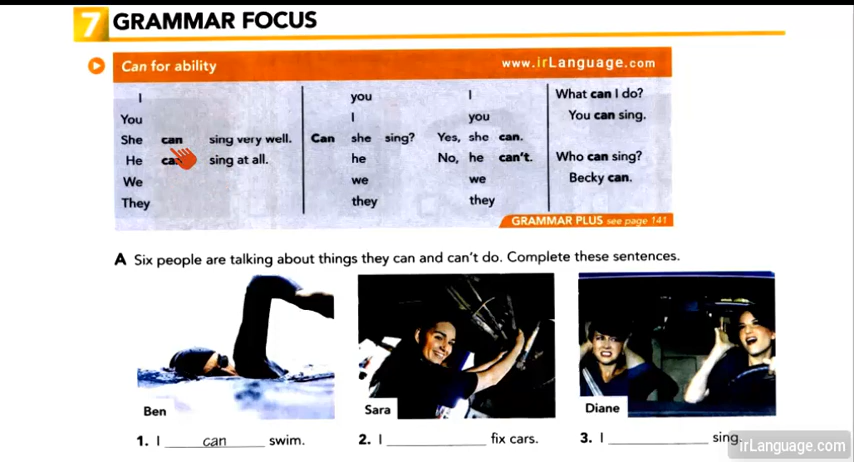 7 GRAMMAR FOCUS
Can for ability
www.irLanguage.com
I you I What can I do?
You I you You can sing.
She can sing very well. Can she sing? Yes, she can.
He sing at all. he No, he can't. Who can sing?
We we we Becky can.
They they they
GRAMMAR PLUS see page 141
A Six people are talking about things they can and can't do. Complete these sentences.
Ben Sara Diane
1. I can swim. 2. I fix cars. 3. I sing.
irLanguage.com